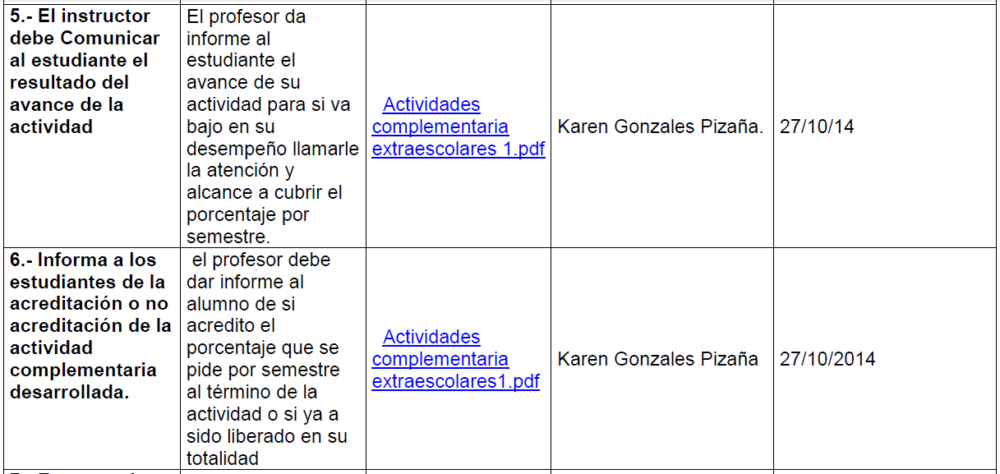 5.- El instructor
debe Comunicar
al estudiante el
resultado del
avance de la
actividad
El profesor da
informe al
estudiante el
avance de su
actividad para si va
bajo en su
desempeño llamarle
la atención y
alcance a cubrir el
porcentaje por
semestre.
Actividades
complementaria
extraescolares 1.pdf
Karen Gonzales Pizaña.
27/10/14
6.- Informa a los
estudiantes de la
acreditación o no
acreditación de la
actividad
complementaria
desarrollada.
el profesor debe
dar informe al
alumno de si
acredito el
porcentaje que se
pide por semestre
al término de la
actividad o si ya a
sido liberado en su
totalidad
Actividades
complementaria
extraescolares1.pdf
Karen Gonzales Pizaña
27/10/2014